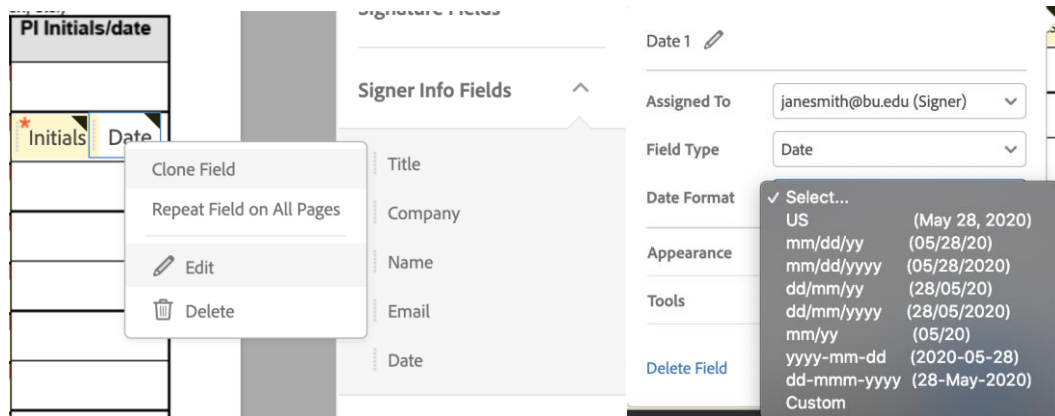 PI Initials/date
* Initials Date
Clone Field
Repeat Field on All Pages
Edit
Delete
Signature Fields
Signer Info Fields
Title
Company
Name
Email
Date
Date 1
Assigned To janesmith@bu.edu (Signer)
Field Type Date
Date Format
Select...
US (May 28, 2020)
mm/dd/yy (05/28/20)
mm/dd/yyyy (05/28/2020)
dd/mm/yy (28/05/20)
dd/mm/yyyy (28/05/2020)
mm/yy (05/20)
yyyy-mm-dd (2020-05-28)
dd-mmm-yyyy (28-May-2020)
Custom
Appearance
Tools
Delete Field